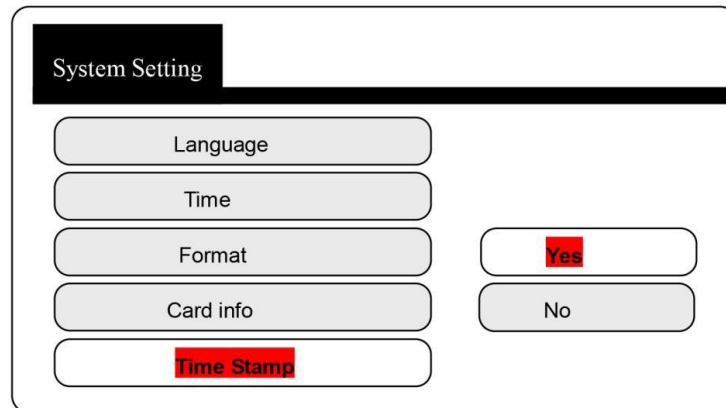 System Setting
Language
Time
Format
Yes
Card info
No
Time Stamp